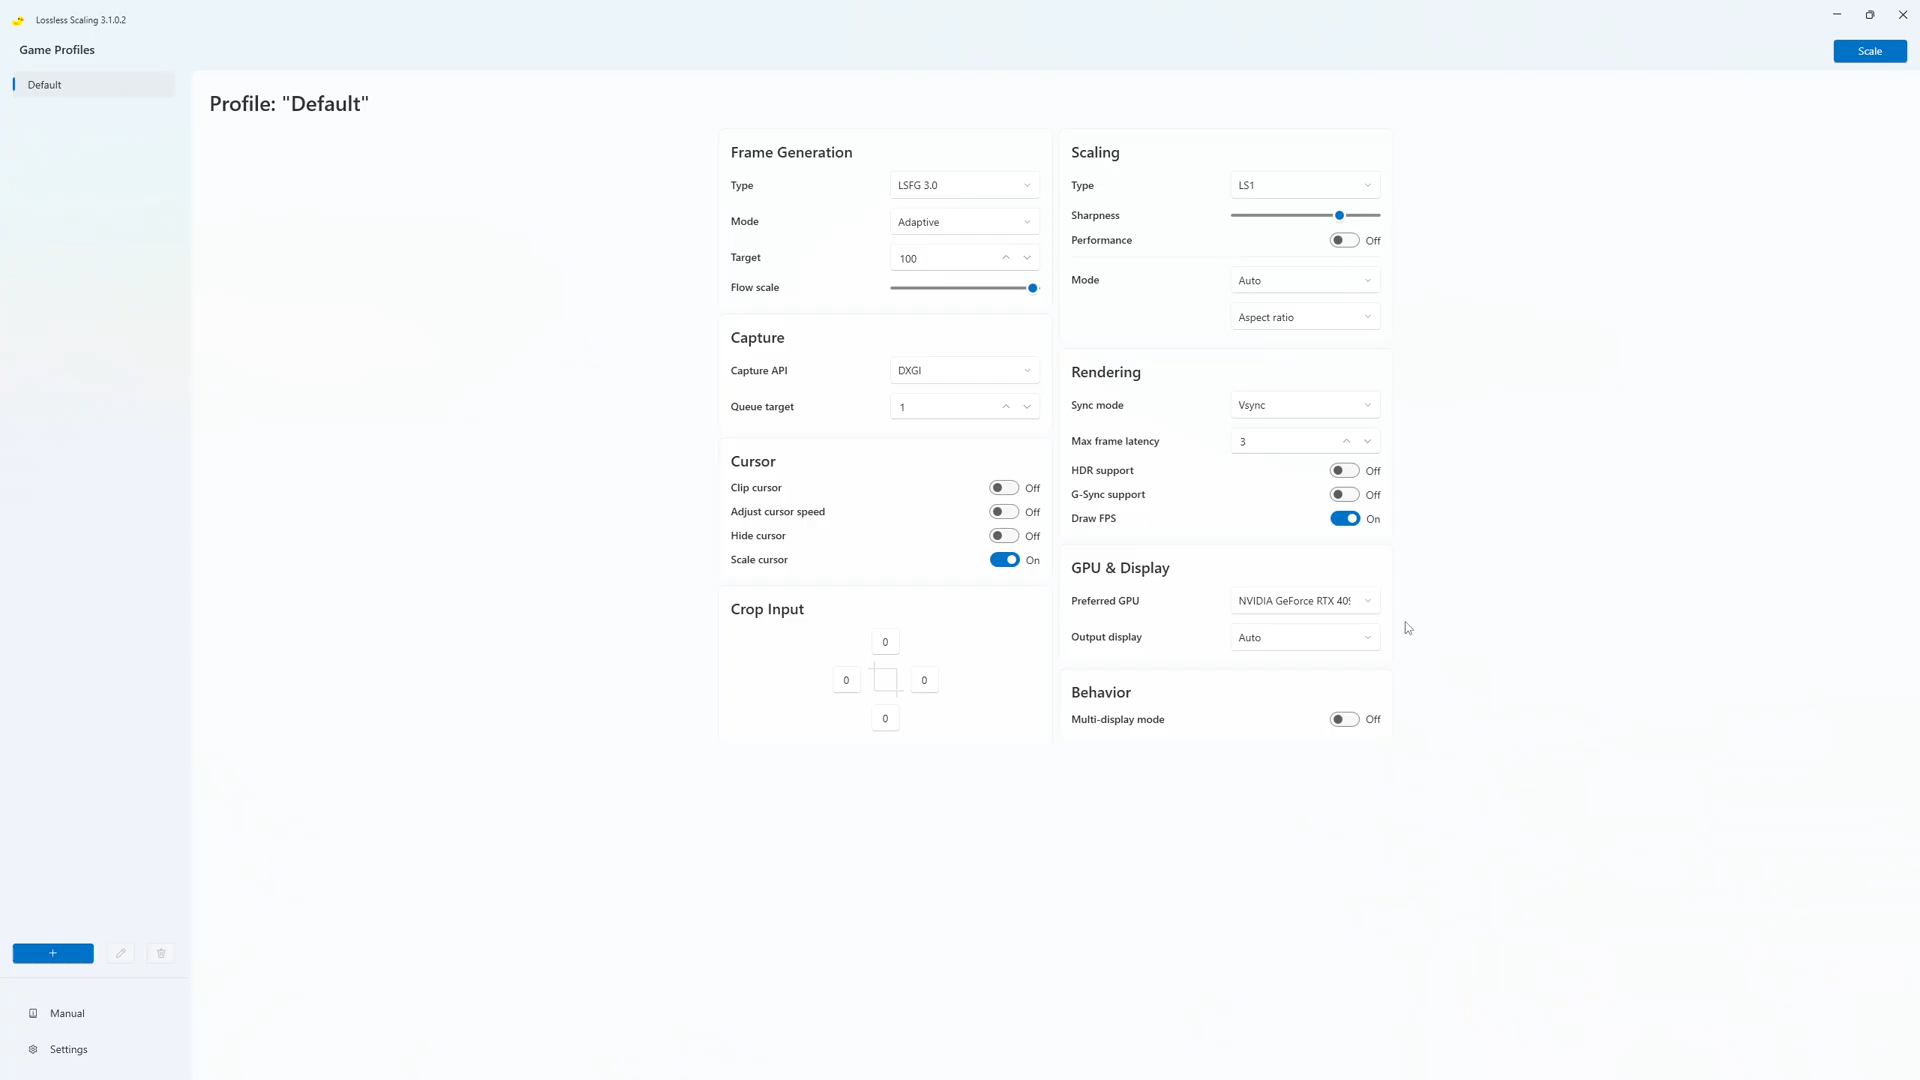 Lossless Scaling 3.1.0.2
Game Profiles
Scale
Default
Profile: "Default"
Frame Generation
Type
LSFG 3.0
Mode
Adaptive
Target
100
Flow scale
Capture
Capture API
DXGI
Queue target
1
Cursor
Clip cursor
Off
Adjust cursor speed
Off
Hide cursor
Off
Scale cursor
On
Crop Input
0
0
0
0
Scaling
Type
LS1
Sharpness
Performance
Off
Mode
Auto
Aspect ratio
Rendering
Sync mode
Vsync
Max frame latency
3
HDR support
Off
G-Sync support
Off
Draw FPS
On
GPU & Display
Preferred GPU
NVIDIA GeForce RTX 409
Output display
Auto
Behavior
Multi-display mode
Off
Manual
Settings